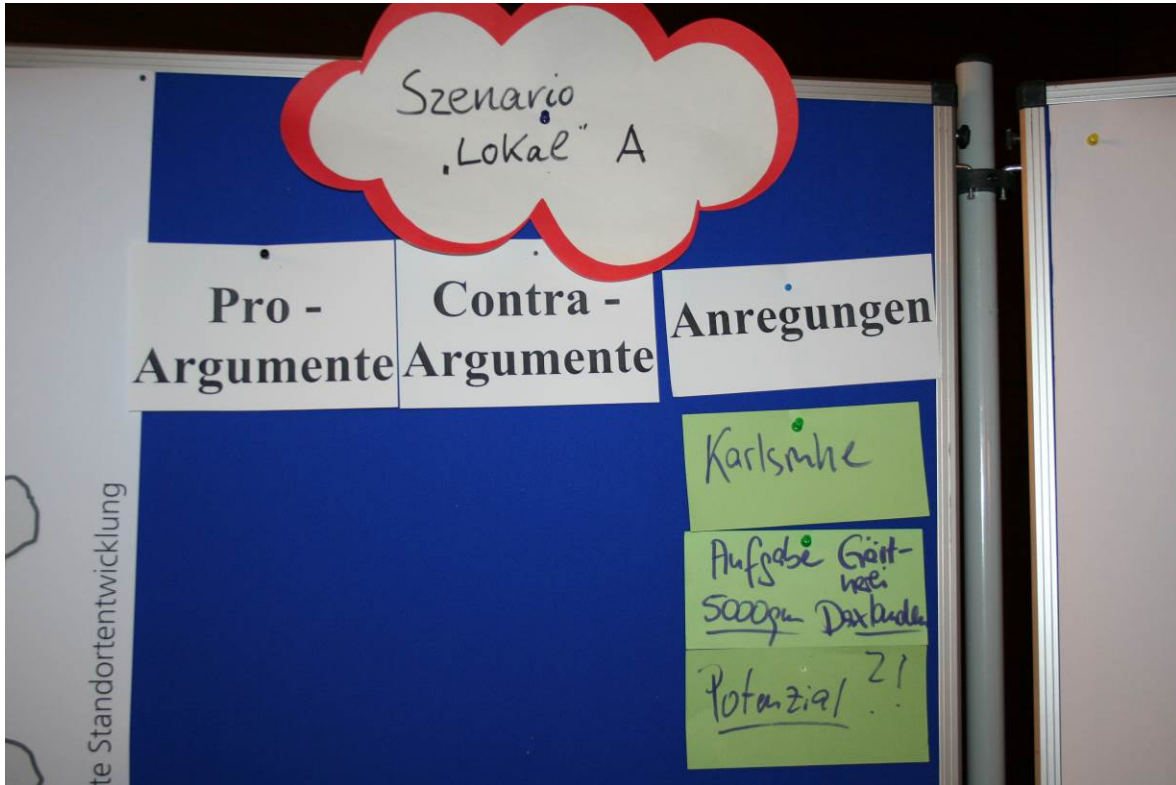 Szenario
„Lokal" A
Pro -
Argumente
Contra -
Argumente
Anregungen
Karlsruhe
Aufgabe Gärt-
nerei
5000qm Daxlanden
Potenzial ?!
te Standortentwicklung